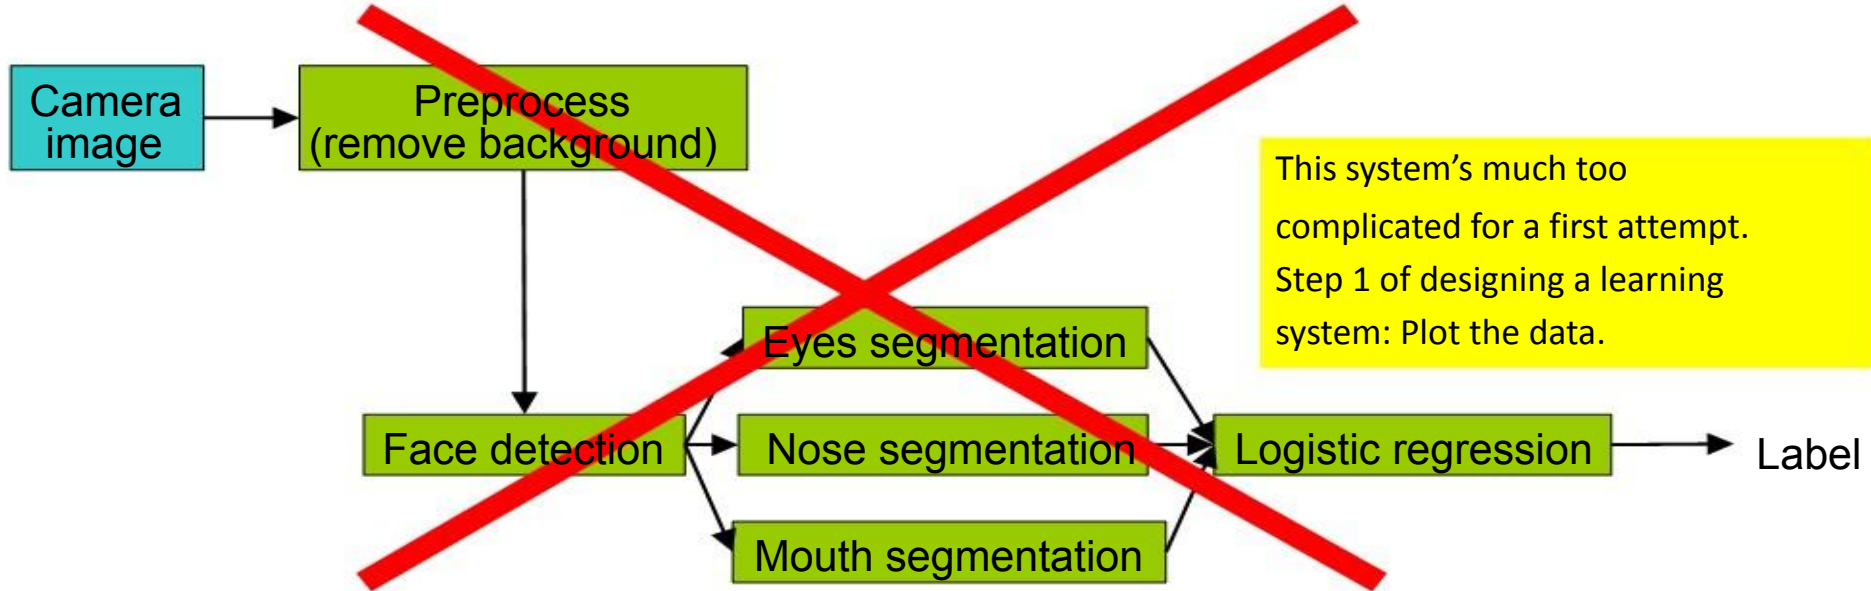 Camera
image
Preprocess
(remove background)
This system’s much too
complicated for a first attempt.
Step 1 of designing a learning
system: Plot the data.
Eyes segmentation
Face detection
Nose segmentation
Logistic regression
Label
Mouth segmentation